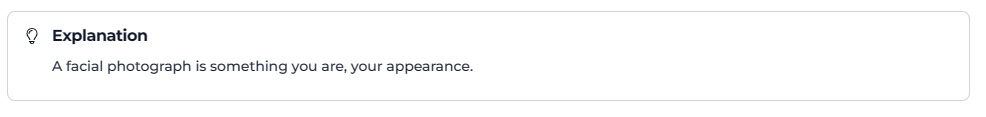 Explanation
A facial photograph is something you are, your appearance.